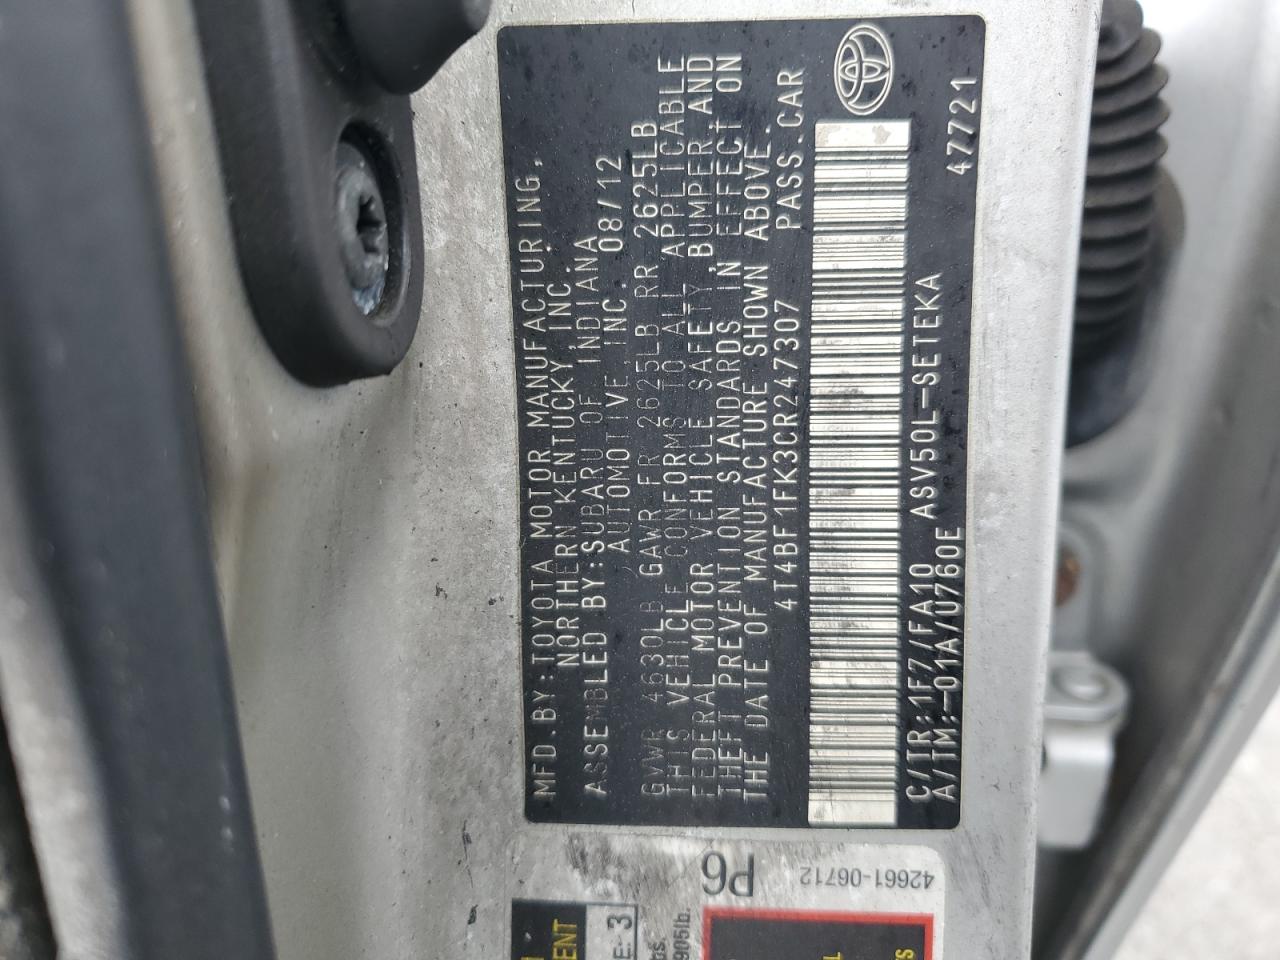 MFD.BY:TOYOTA MOTOR MANUFACTURING,
NORTHERN KENTUCKY,INC.
ASSEMBLED BY:SUBARU OF INDIANA
AUTOMOTIVE INC. 08/12
GVWR 4630LB GAWR FR 2625LB RR 2625LB
THIS VEHICLE CONFORMS TO ALL APPLICABLE
FEDERAL MOTOR VEHICLE SAFETY,BUMPER,AND
THEFT PREVENTION STANDARDS IN EFFECT ON
THE DATE OF MANUFACTURE SHOWN ABOVE.
4T4BF1FK3CR247307 PASS.CAR
C/TR:1F7/FA10 ASV50L-SETEKA
A/TM:-01A/U760E 47721
P6
42661-06712
ENT
E: 3
905lb.